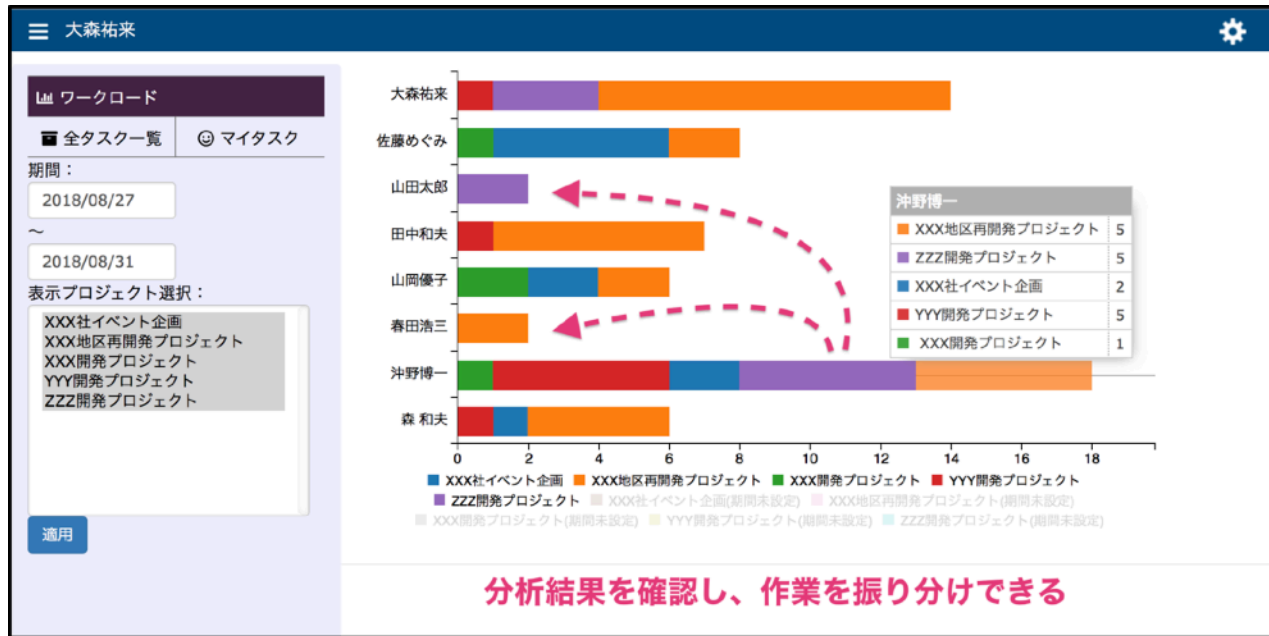 大森祐来
ワークロード
全タスク一覧 マイタスク
期間：
2018/08/27
～
2018/08/31
表示プロジェクト選択：
XXX社イベント企画
XXX地区再開発プロジェクト
XXX開発プロジェクト
YYY開発プロジェクト
ZZZ開発プロジェクト
適用
大森祐来
佐藤めぐみ
山田太郎
田中和夫
山岡優子
春田浩三
沖野博一
森 和夫
0 2 4 6 8 10 12 14 16 18
沖野博一
XXX地区再開発プロジェクト 5
ZZZ開発プロジェクト 5
XXX社イベント企画 2
YYY開発プロジェクト 5
XXX開発プロジェクト 1
XXX社イベント企画 XXX地区再開発プロジェクト XXX開発プロジェクト YYY開発プロジェクト
ZZZ開発プロジェクト XXX社イベント企画(期間未設定) XXX地区再開発プロジェクト(期間未設定)
XXX開発プロジェクト(期間未設定) YYY開発プロジェクト(期間未設定) ZZZ開発プロジェクト(期間未設定)
分析結果を確認し、作業を振り分けできる